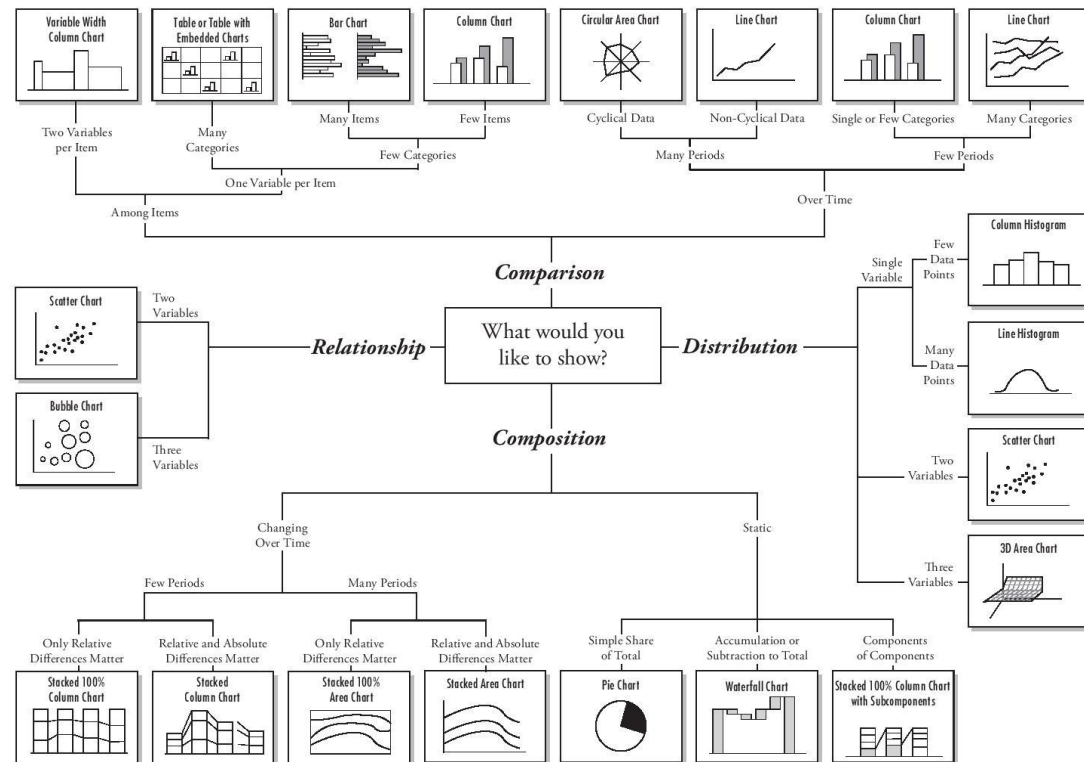 Variable Width
Column Chart
Table or Table with
Embedded Charts
Bar Chart
Column Chart
Circular Area Chart
Line Chart
Column Chart
Line Chart
Two Variables
per Item
Many
Categories
Many Items
Few Items
Cyclical Data
Non-Cyclical Data
Single or Few Categories
Many Categories
Few Categories
Many Periods
Few Periods
One Variable per Item
Over Time
Among Items
Comparison
Single
Variable
Few
Data
Points
Column Histogram
Scatter Chart
Two
Variables
Relationship
What would you
like to show?
Distribution
Many
Data
Points
Line Histogram
Bubble Chart
Three
Variables
Composition
Two
Variables
Scatter Chart
Changing
Over Time
Static
Three
Variables
3D Area Chart
Few Periods
Many Periods
Only Relative
Differences Matter
Relative and Absolute
Differences Matter
Only Relative
Differences Matter
Relative and Absolute
Differences Matter
Simple Share
of Total
Accumulation or
Subtraction to Total
Components
of Components
Stacked 100%
Column Chart
Stacked
Column Chart
Stacked 100%
Area Chart
Stacked Area Chart
Pie Chart
Waterfall Chart
Stacked 100% Column Chart
with Subcomponents